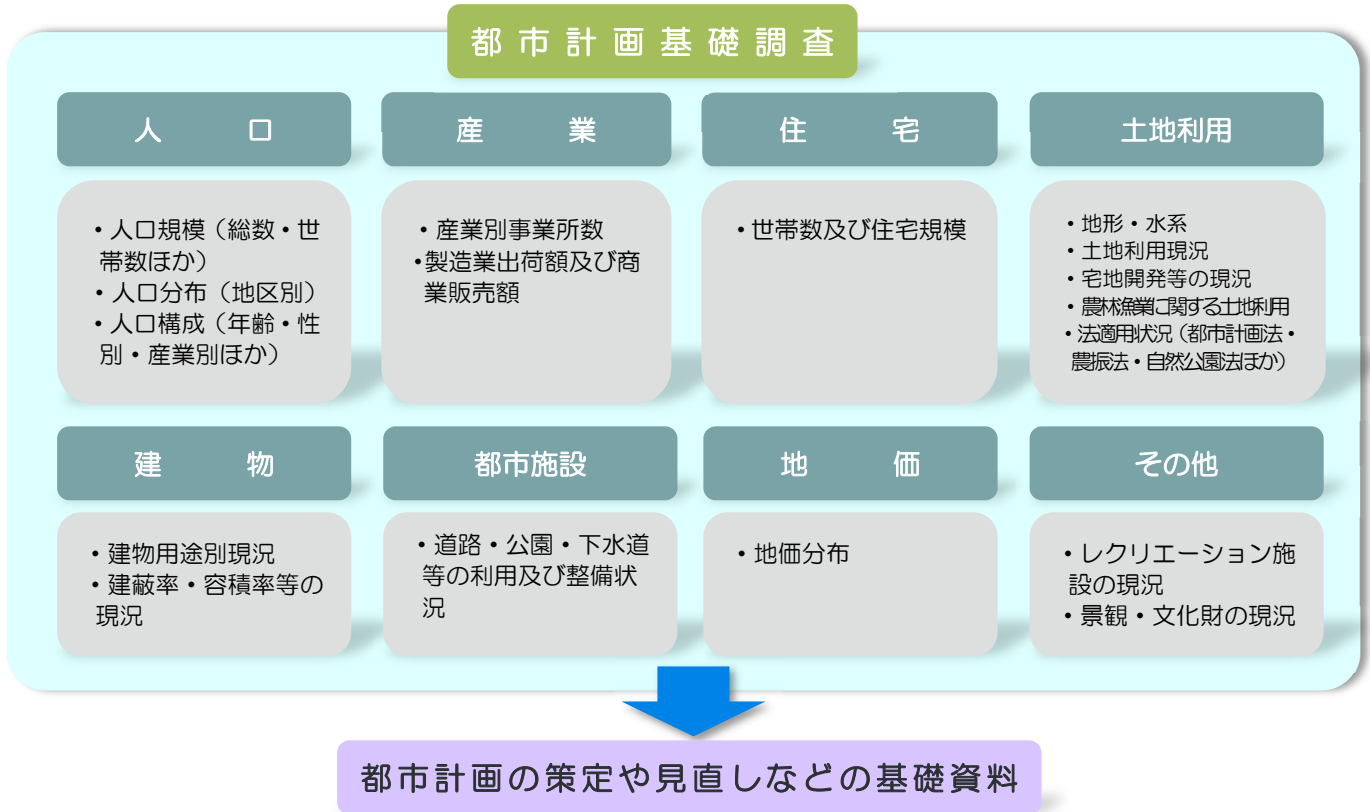 都市計画基礎調査
人口
・人口規模（総数・世
帯数ほか）
・人口分布（地区別）
・人口構成（年齢・性
別・産業別ほか）
産業
・産業別事業所数
・製造業出荷額及び商
業販売額
住宅
・世帯数及び住宅規模
土地利用
・地形・水系
・土地利用現況
・宅地開発等の現況
・農林漁業に関する土地利用
・法適用状況（都市計画法・
農振法・自然公園法ほか）
建物
・建物用途別現況
・建蔽率・容積率等の
現況
都市施設
・道路・公園・下水道
等の利用及び整備状
況
地価
・地価分布
その他
・レクリエーション施
設の現況
・景観・文化財の現況
都市計画の策定や見直しなどの基礎資料